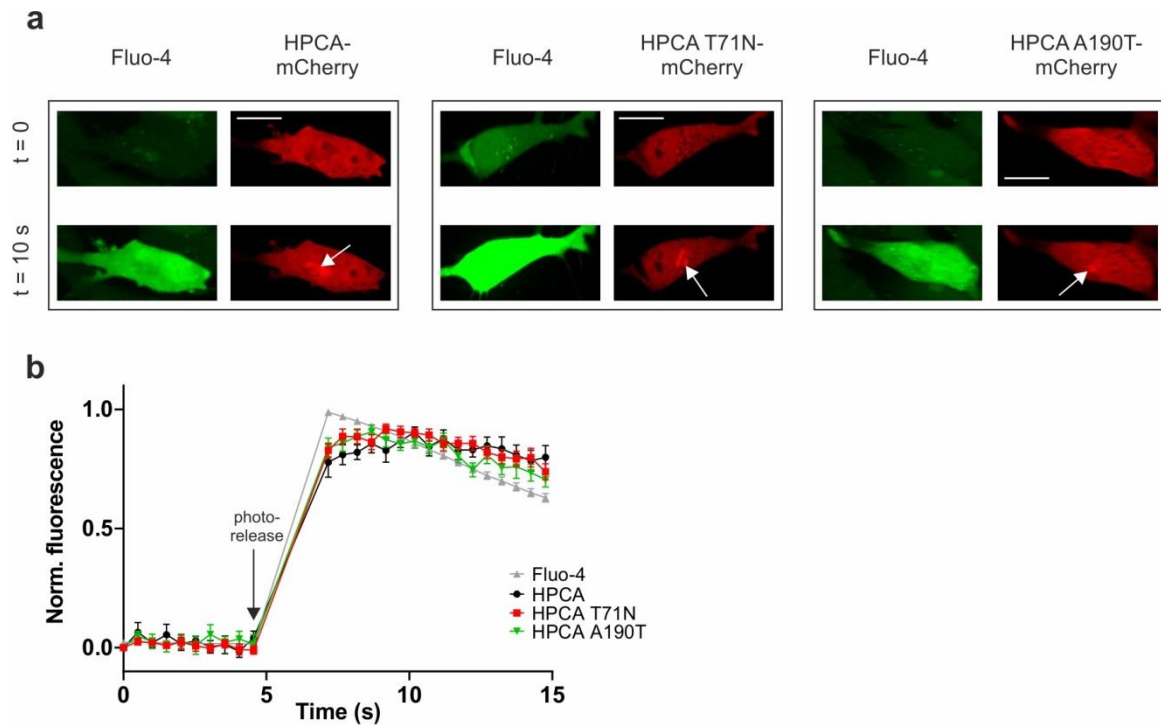 a
Fluo-4
HPCA-
mCherry
Fluo-4
HPCA T71N-
mCherry
Fluo-4
HPCA A190T-
mCherry
t = 0
t = 10 s
b
Norm. fluorescence
1.0
0.5
0.0
photo-
release
Fluo-4
HPCA
HPCA T71N
HPCA A190T
0 5 10 15
Time (s)